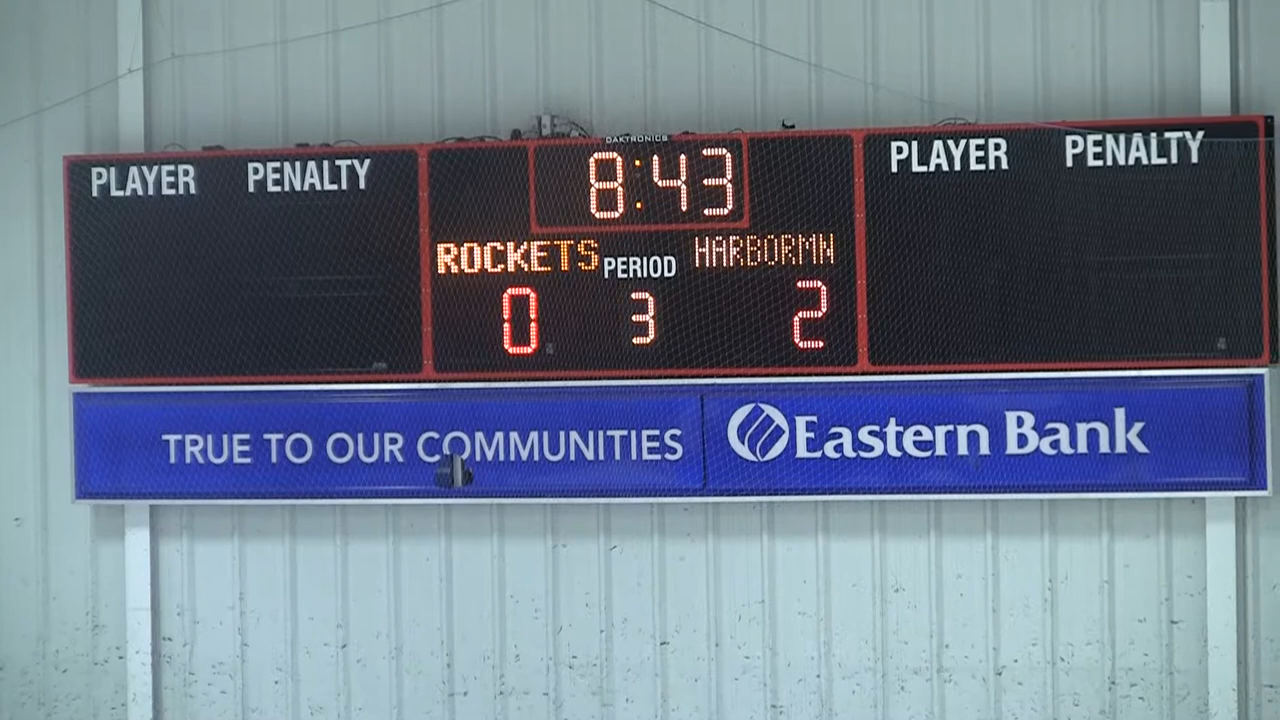 DAKTRONICS
PLAYER PENALTY
8:43
PLAYER PENALTY
ROCKETS PERIOD HARBORMN
0 3 2
TRUE TO OUR COMMUNITIES Eastern Bank